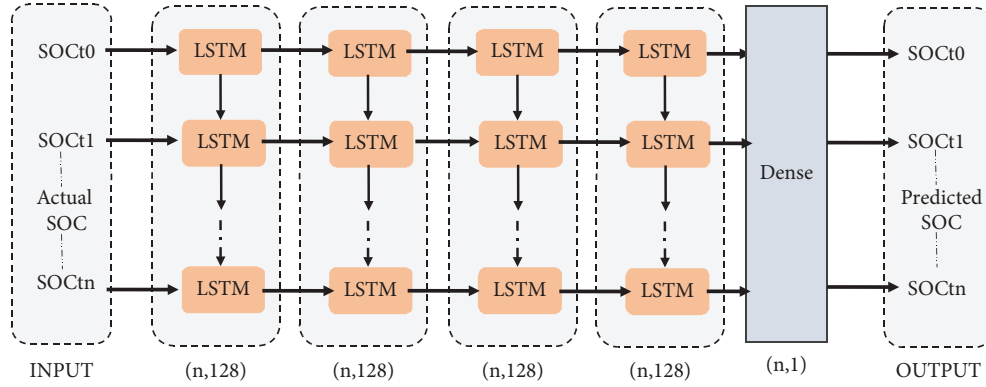 SOCt0 LSTM LSTM LSTM LSTM SOCt0
SOCt1 LSTM LSTM LSTM LSTM SOCt1
Dense
Actual Predicted
SOC SOC
SOCtn LSTM LSTM LSTM LSTM SOCtn
INPUT (n,128) (n,128) (n,128) (n,128) (n,1) OUTPUT